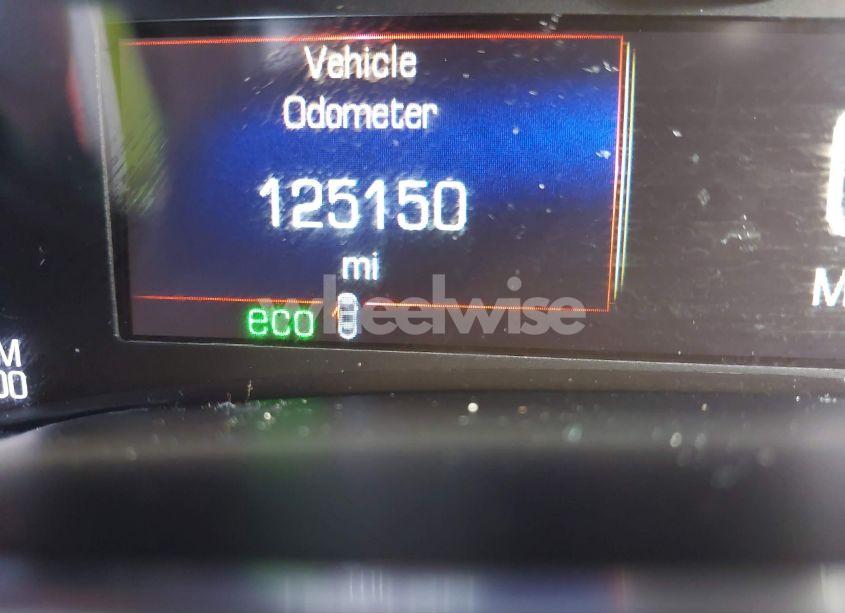 Vehicle
Odometer
125150
mi
eco
wheelwise